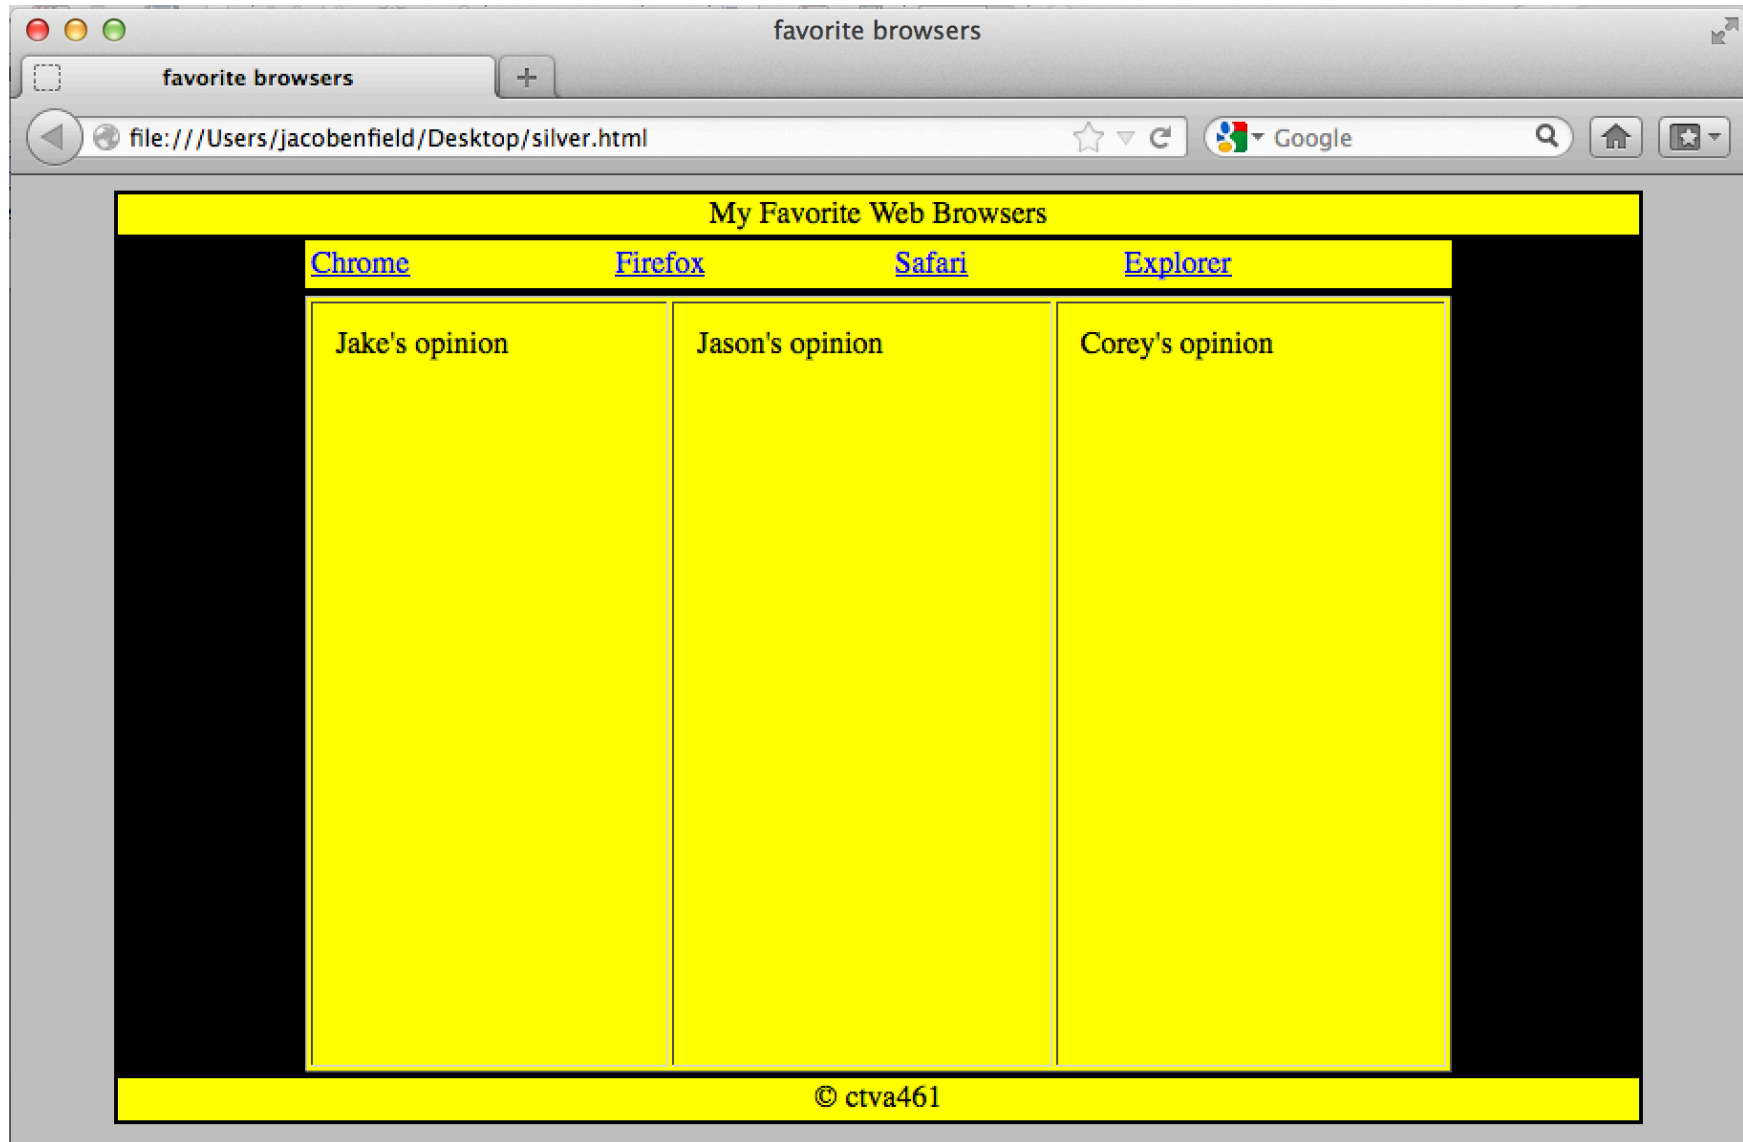 favorite browsers
favorite browsers
file:///Users/jacobenfield/Desktop/silver.html Google
My Favorite Web Browsers
Chrome Firefox Safari Explorer
Jake's opinion Jason's opinion Corey's opinion
© ctva461